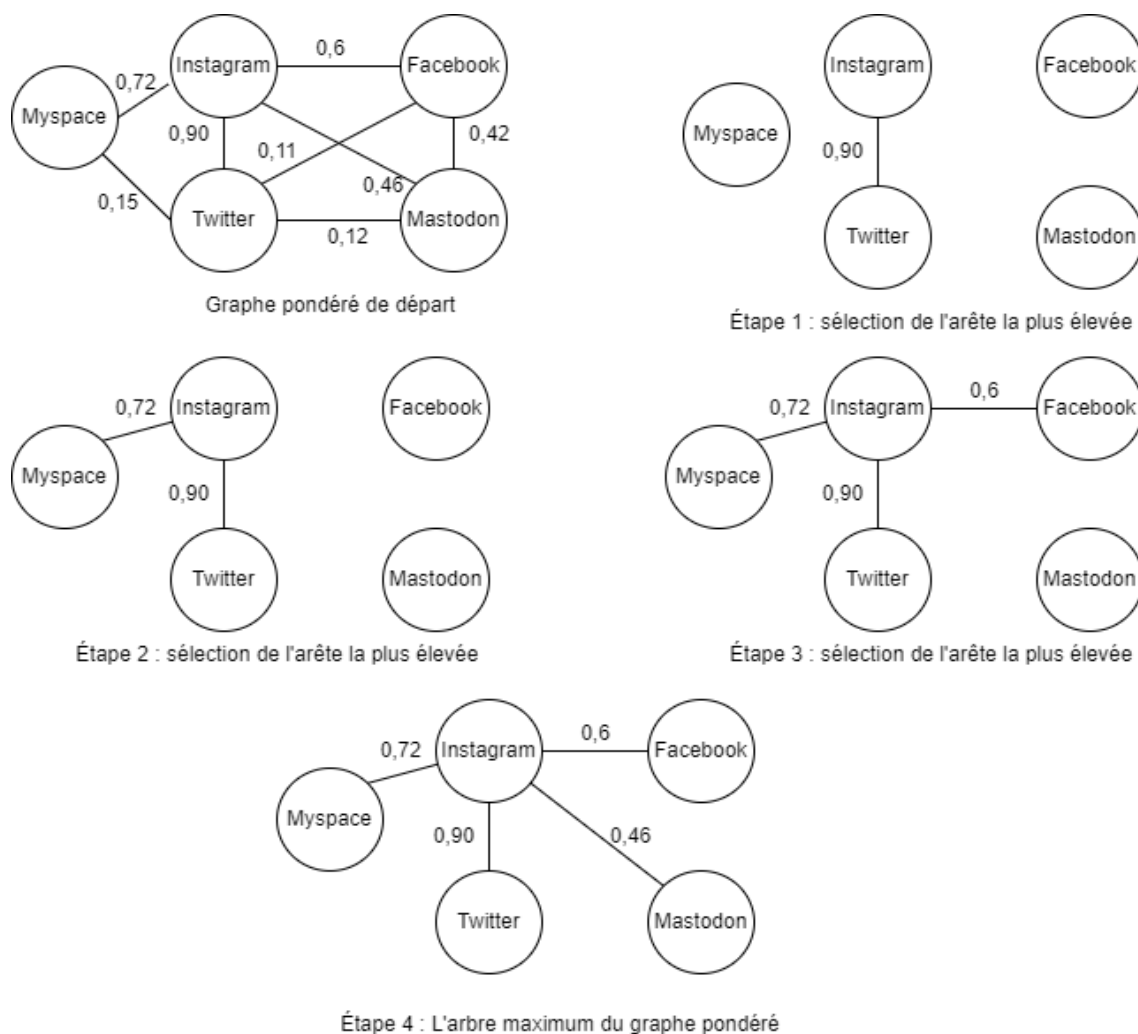 Instagram
0,6
Facebook
0,72
Myspace
0,90
0,11
0,42
0,15
0,46
Twitter
0,12
Mastodon
Graphe pondéré de départ
Instagram
Facebook
Myspace
0,90
Twitter
Mastodon
Étape 1 : sélection de l'arête la plus élevée
0,72
Instagram
Facebook
Myspace
0,90
Twitter
Mastodon
Étape 2 : sélection de l'arête la plus élevée
0,72
Instagram
0,6
Facebook
Myspace
0,90
Twitter
Mastodon
Étape 3 : sélection de l'arête la plus élevée
0,72
Instagram
0,6
Facebook
Myspace
0,90
0,46
Twitter
Mastodon
Étape 4 : L'arbre maximum du graphe pondéré